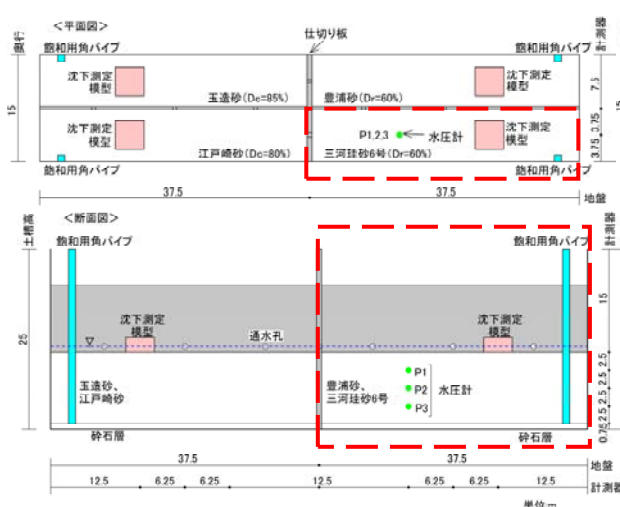 <平面図>
仕切り板
計測器
奥行
飽和用角パイプ
飽和用角パイプ
沈下測定
模型
沈下測定
模型
7.5
玉造砂(Dc=85%)
豊浦砂(Dr=60%)
15
15
沈下測定
模型
P1,2,3
水圧計
沈下測定
模型
0.75
3.75
江戸崎砂(Dc=80%)
三河珪砂6号(Dr=60%)
飽和用角パイプ
飽和用角パイプ
37.5
37.5
地盤
土槽高
<断面図>
計測器
飽和用角パイプ
飽和用角パイプ
15
沈下測定
模型
通水孔
沈下測定
模型
25
玉造砂、
江戸崎砂
豊浦砂、
三河珪砂6号
P1
P2
P3
水圧計
2.5
2.5
2.5
2.5
0.75
砕石層
砕石層
37.5
37.5
地盤
12.5
6.25
6.25
12.5
6.25
6.25
12.5
計測器
単位m